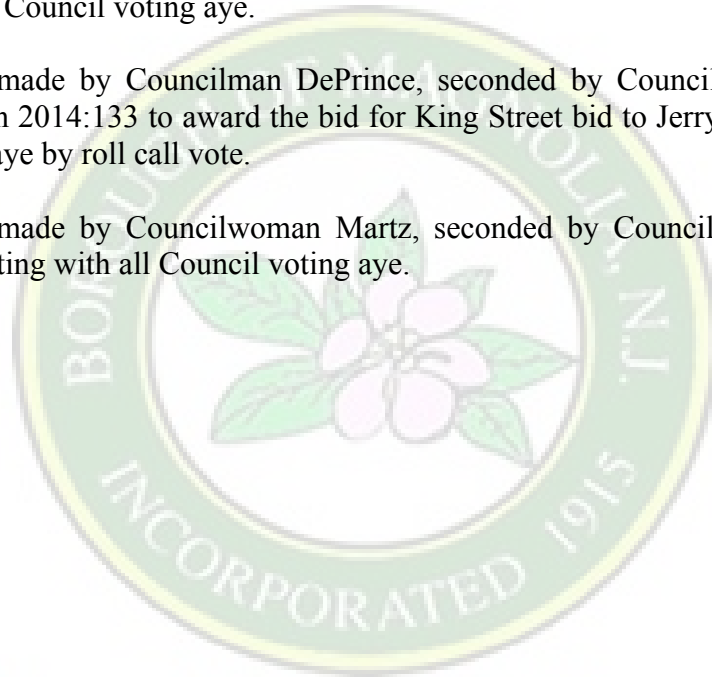 Council voting aye.
made by Councilman DePrince, seconded by Council
n 2014:133 to award the bid for King Street bid to Jerry
aye by roll call vote.
made by Councilwoman Martz, seconded by Council
ting with all Council voting aye.
BOROUGH OF MAGNOLIA, N.J.
INCORPORATED 1915